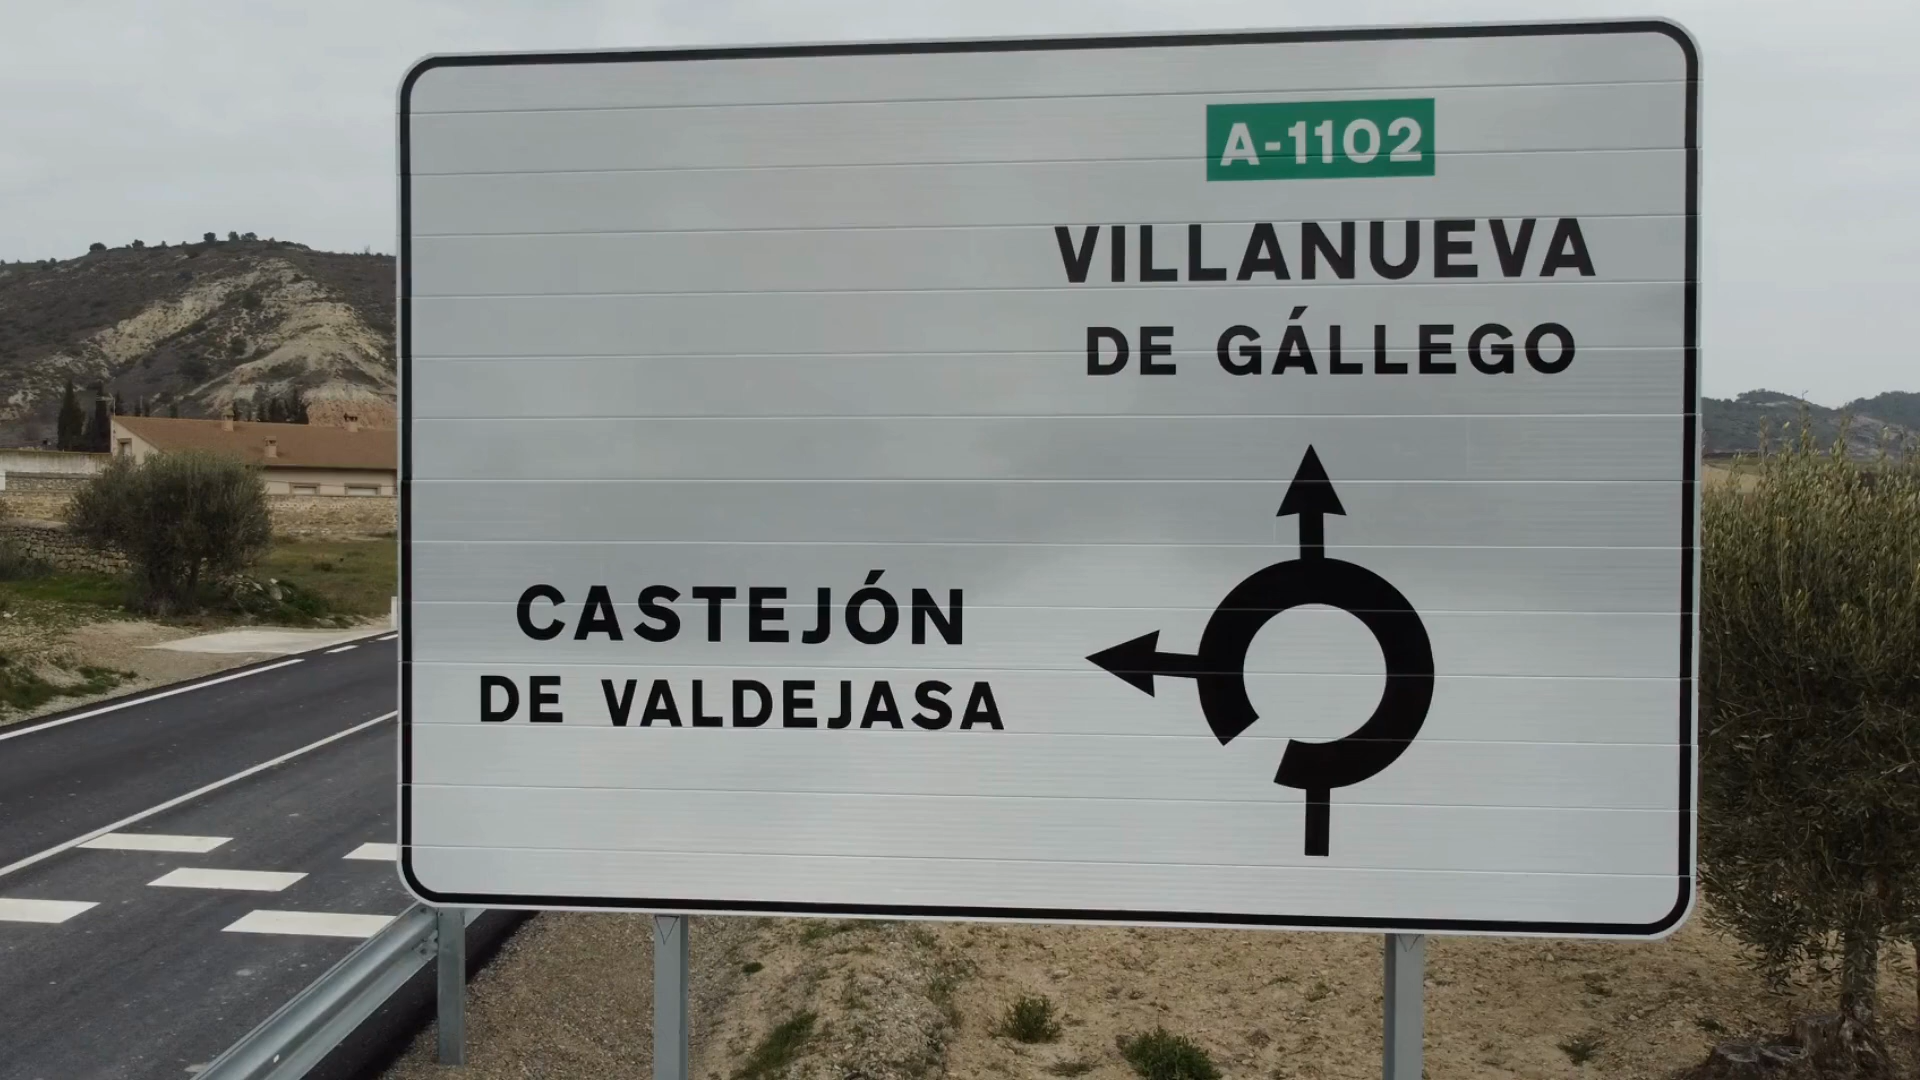 A-1102
VILLANUEVA
DE GÁLLEGO
CASTEJÓN
DE VALDEJASA